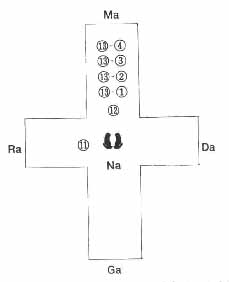 Ma
⑬-④
⑬-③
⑬-②
⑬-①
⑫
Ra ⑪ Da
Na
Ga